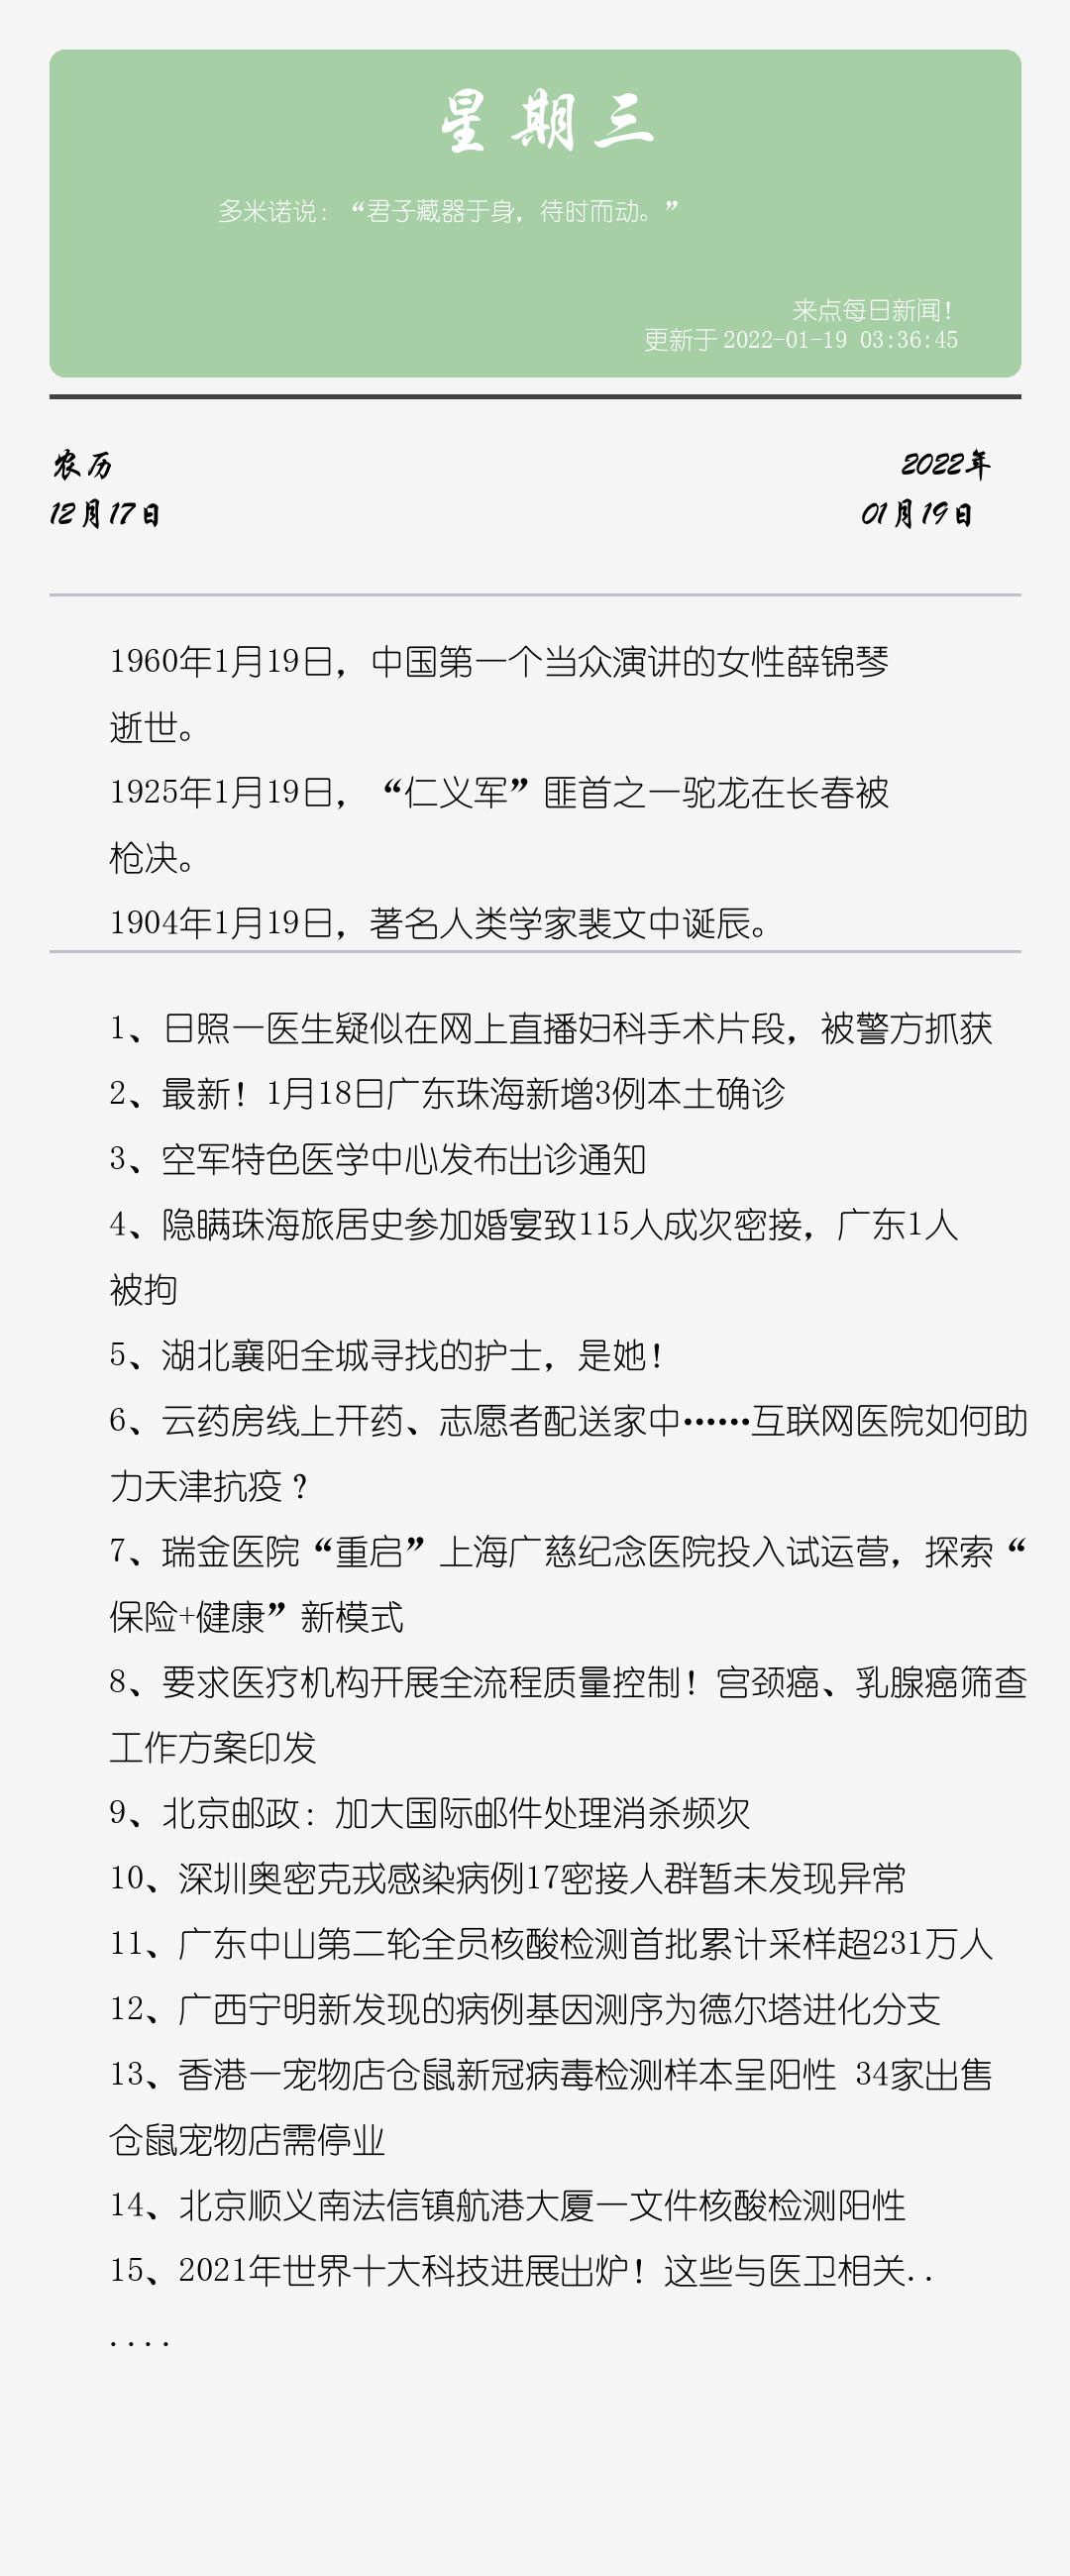 星期三
多米诺说：“君子藏器于身，待时而动。”
来点每日新闻！
更新于 2022-01-19 03:36:45
农历
2022年
12月17日
01月19日
1960年1月19日，中国第一个当众演讲的女性薛锦琴
逝世。
1925年1月19日，“仁义军”匪首之一驼龙在长春被
枪决。
1904年1月19日，著名人类学家裴文中诞辰。
1、日照一医生疑似在网上直播妇科手术片段，被警方抓获
2、最新！1月18日广东珠海新增3例本土确诊
3、空军特色医学中心发布出诊通知
4、隐瞒珠海旅居史参加婚宴致115人成次密接，广东1人
被拘
5、湖北襄阳全城寻找的护士，是她！
6、云药房线上开药、志愿者配送家中……互联网医院如何助
力天津抗疫？
7、瑞金医院“重启”上海广慈纪念医院投入试运营，探索“
保险+健康”新模式
8、要求医疗机构开展全流程质量控制！宫颈癌、乳腺癌筛查
工作方案印发
9、北京邮政：加大国际邮件处理消杀频次
10、深圳奥密克戎感染病例17密接人群暂未发现异常
11、广东中山第二轮全员核酸检测首批累计采样超231万人
12、广西宁明新发现的病例基因测序为德尔塔进化分支
13、香港一宠物店仓鼠新冠病毒检测样本呈阳性 34家出售
仓鼠宠物店需停业
14、北京顺义南法信镇航港大厦一文件核酸检测阳性
15、2021年世界十大科技进展出炉！这些与医卫相关..
....